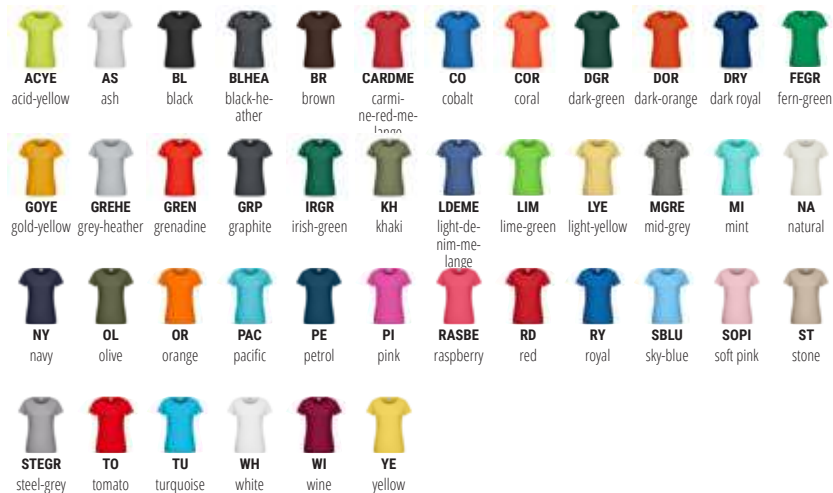 ACYE AS BL BLHEA BR CARDME CO COR DGR DOR DRY FEGR
acid-yellow ash black black-he- brown carmi- cobalt coral dark-green dark-orange dark royal fern-green
ather ne-red-me-
lange
GOYE GREHE GREN GRP IRGR KH LDEME LIM LYE MGRE MI NA
gold-yellow grey-heather grenadine graphite irish-green khaki light-de- lime-green light-yellow mid-grey mint natural
nim-me-
lange
NY OL OR PAC PE PI RASBE RD RY SBLU SOPI ST
navy olive orange pacific petrol pink raspberry red royal sky-blue soft pink stone
STEGR TO TU WH WI YE
steel-grey tomato turquoise white wine yellow